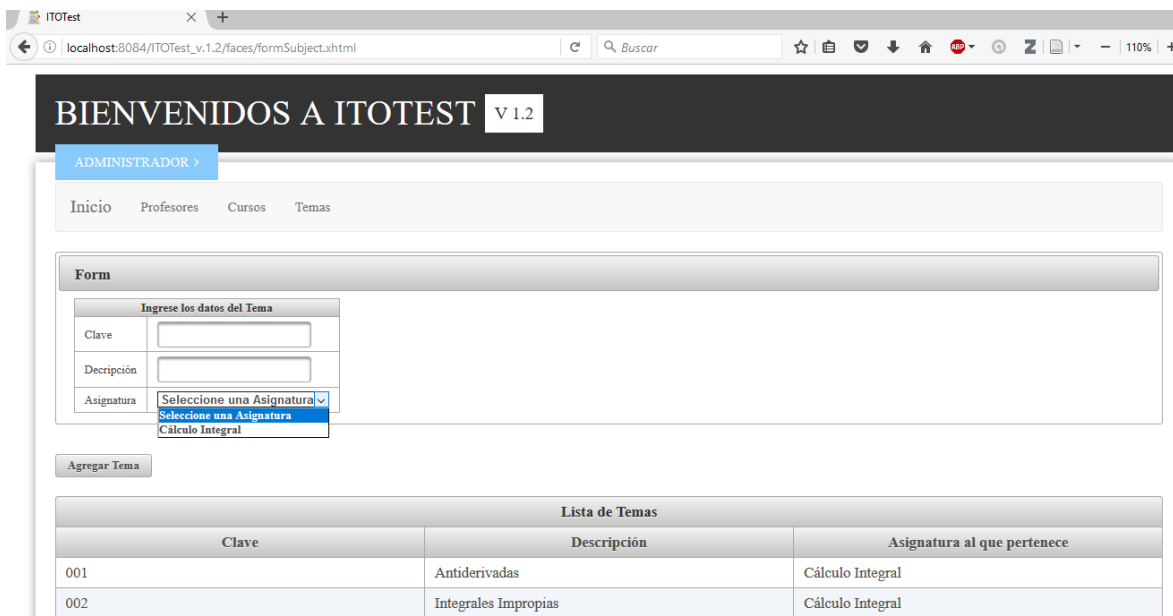 ITOTest
localhost:8084/ITOTest_v.1.2/faces/formSubject.xhtml Buscar ABP Z 110%
BIENVENIDOS A ITOTEST V 1.2
ADMINISTRADOR >
Inicio Profesores Cursos Temas
Form
Ingrese los datos del Tema
Clave
Decripción
Asignatura Seleccione una Asignatura
Seleccione una Asignatura
Cálculo Integral
Agregar Tema
Lista de Temas
Clave Descripción Asignatura al que pertenece
001 Antiderivadas Cálculo Integral
002 Integrales Impropias Cálculo Integral